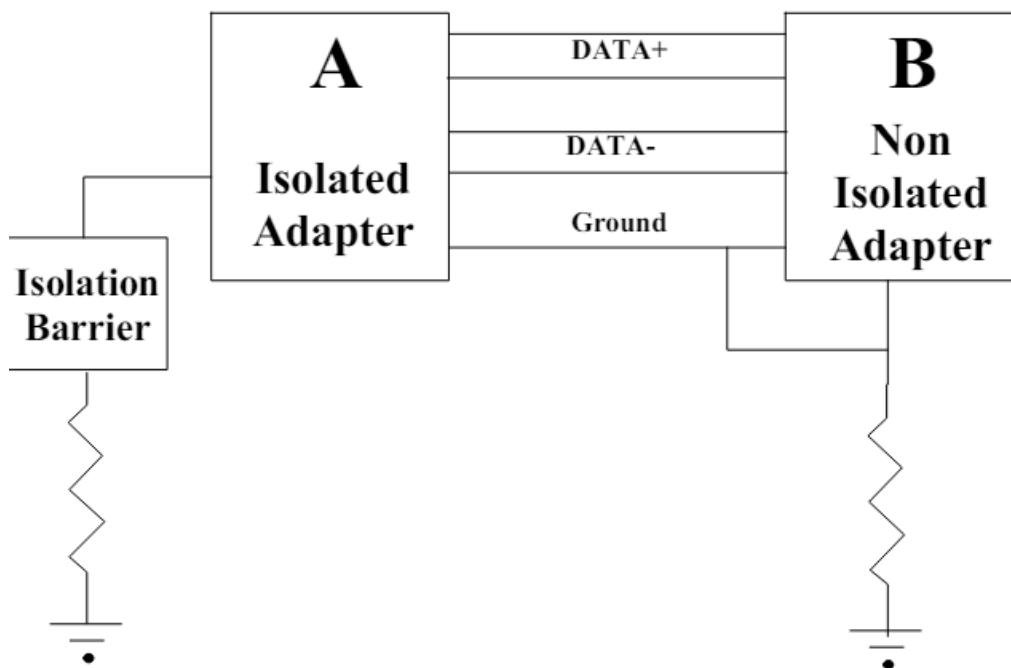 A
Isolated
Adapter
Isolation
Barrier
DATA+
DATA-
Ground
B
Non
Isolated
Adapter